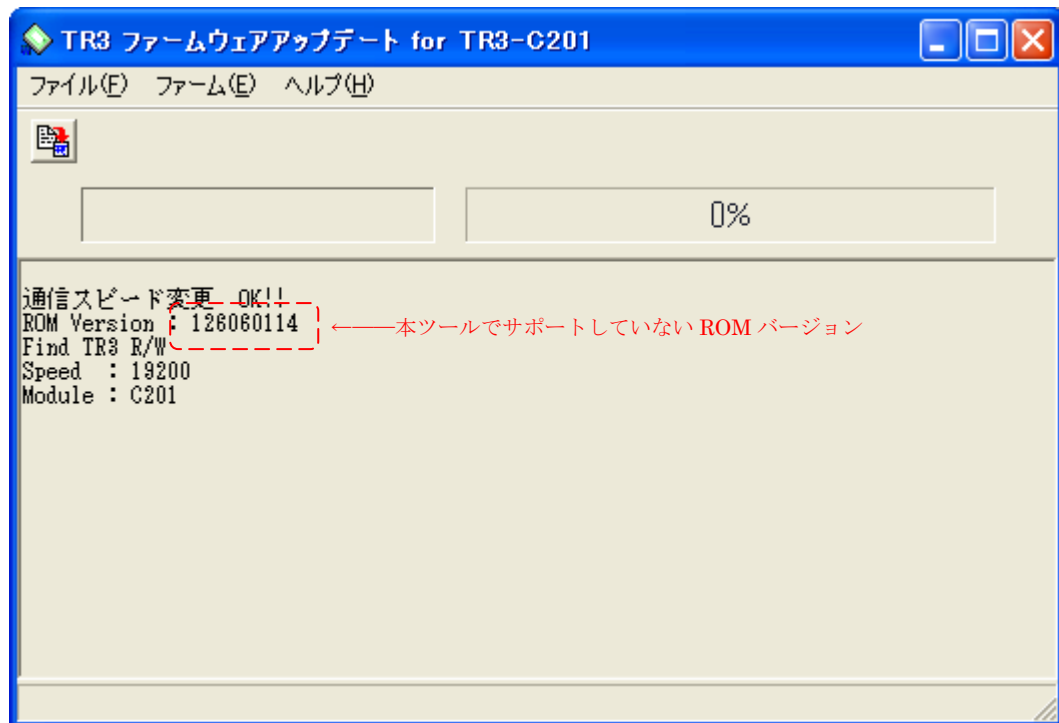 TR3 ファームウェアアップデート for TR3-C201
ファイル(F) ファーム(E) ヘルプ(H)
0%
通信スピード変更 OK!!
ROM Version : 126060114 ←――本ツールでサポートしていない ROM バージョン
Find TR3 R/W
Speed : 19200
Module : C201